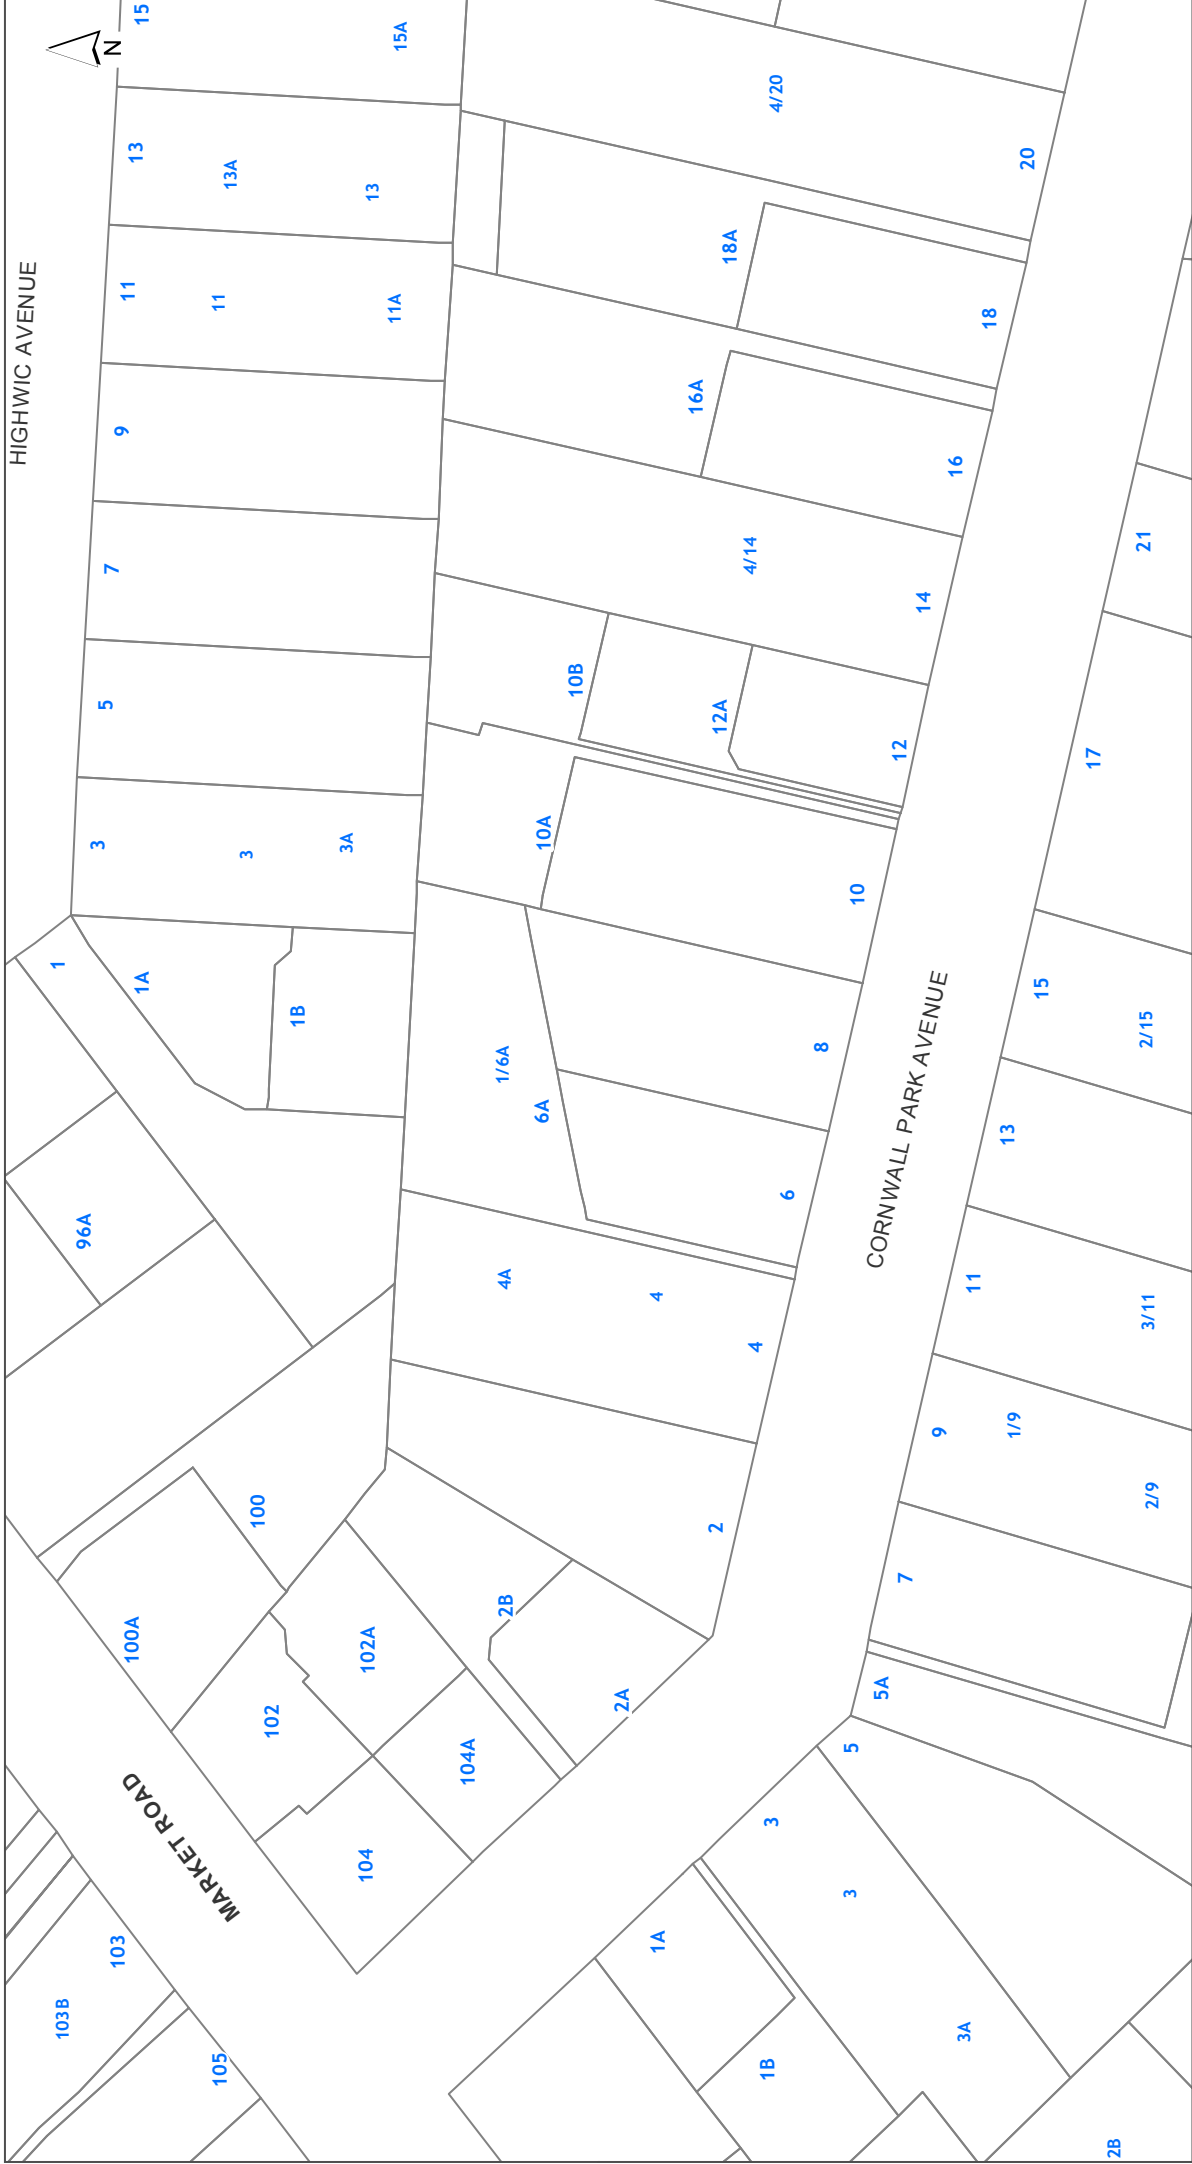 HIGHWIC AVENUE
N
15
15A
13
13A
13
11
11
11A
9
7
5
3
3
3A
1
1A
1B
96A
100
100A
102
102A
104
104A
MARKET ROAD
103
103B
105
4/20
20
18A
18
16A
16
4/14
14
10B
12A
12
10A
10
8
1/6A
6A
6
4A
4
4
2
2B
2A
CORNWALL PARK AVENUE
21
17
15
2/15
13
11
3/11
9
1/9
2/9
7
5A
5
3
3
3A
1A
1B
2B